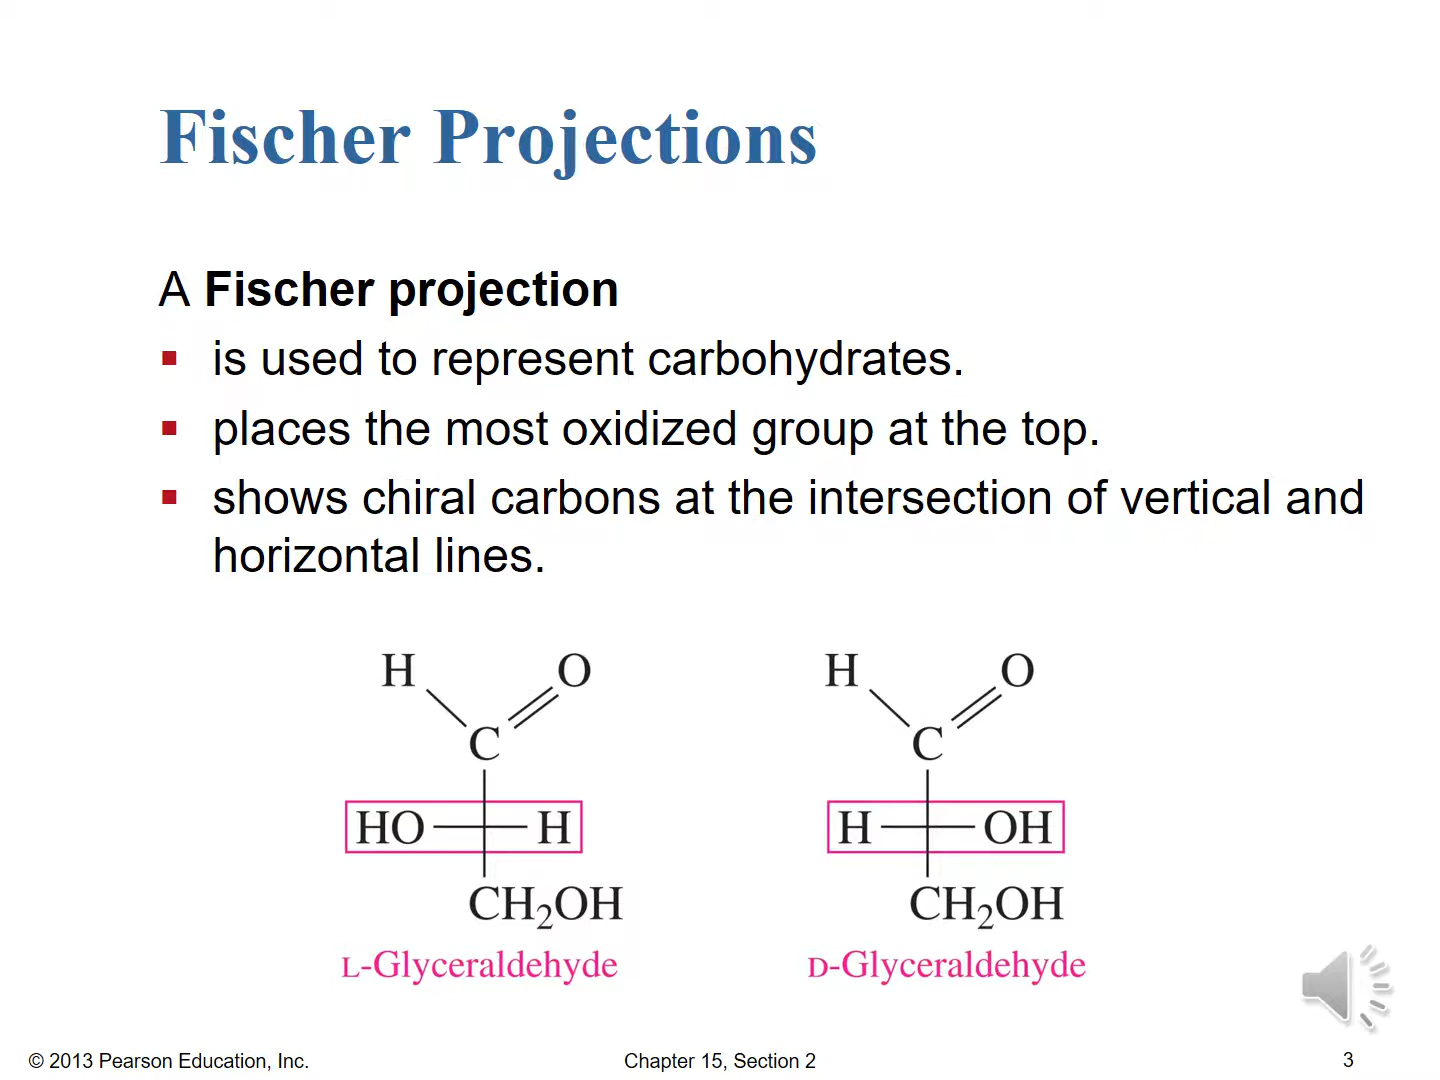 Fischer Projections
A Fischer projection
▪ is used to represent carbohydrates.
▪ places the most oxidized group at the top.
▪ shows chiral carbons at the intersection of vertical and
horizontal lines.
H O H O
C C
HO H H OH
CH₂OH CH₂OH
L-Glyceraldehyde D-Glyceraldehyde
© 2013 Pearson Education, Inc. Chapter 15, Section 2 3